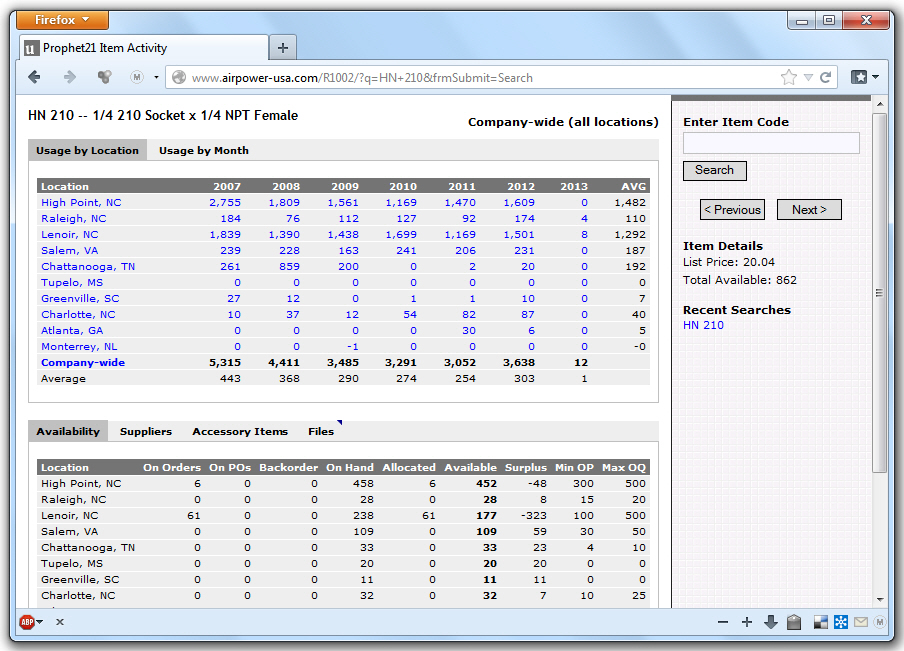 Firefox
Prophet21 Item Activity
www.airpower-usa.com/R1002/?q=HN+210&frmSubmit=Search
HN 210 -- 1/4 210 Socket x 1/4 NPT Female
Company-wide (all locations)
Usage by Location Usage by Month
Location 2007 2008 2009 2010 2011 2012 2013 AVG
High Point, NC 2,755 1,809 1,561 1,169 1,470 1,609 0 1,482
Raleigh, NC 184 76 112 127 92 174 4 110
Lenoir, NC 1,839 1,390 1,438 1,699 1,169 1,501 8 1,292
Salem, VA 239 228 163 241 206 231 0 187
Chattanooga, TN 261 859 200 0 2 20 0 192
Tupelo, MS 0 0 0 0 0 0 0 0
Greenville, SC 27 12 0 1 1 10 0 7
Charlotte, NC 10 37 12 54 82 87 0 40
Atlanta, GA 0 0 0 0 30 6 0 5
Monterrey, NL 0 0 -1 0 0 0 0 -0
Company-wide 5,315 4,411 3,485 3,291 3,052 3,638 12
Average 443 368 290 274 254 303 1
Availability Suppliers Accessory Items Files
Location On Orders On POs Backorder On Hand Allocated Available Surplus Min OP Max OQ
High Point, NC 6 0 0 458 6 452 -48 300 500
Raleigh, NC 0 0 0 28 0 28 8 15 20
Lenoir, NC 61 0 0 238 61 177 -323 100 500
Salem, VA 0 0 0 109 0 109 59 30 50
Chattanooga, TN 0 0 0 33 0 33 23 4 10
Tupelo, MS 0 0 0 20 0 20 20 0 0
Greenville, SC 0 0 0 11 0 11 11 0 0
Charlotte, NC 0 0 0 32 0 32 7 10 25
Enter Item Code
Search
< Previous Next >
Item Details
List Price: 20.04
Total Available: 862
Recent Searches
HN 210
ABP